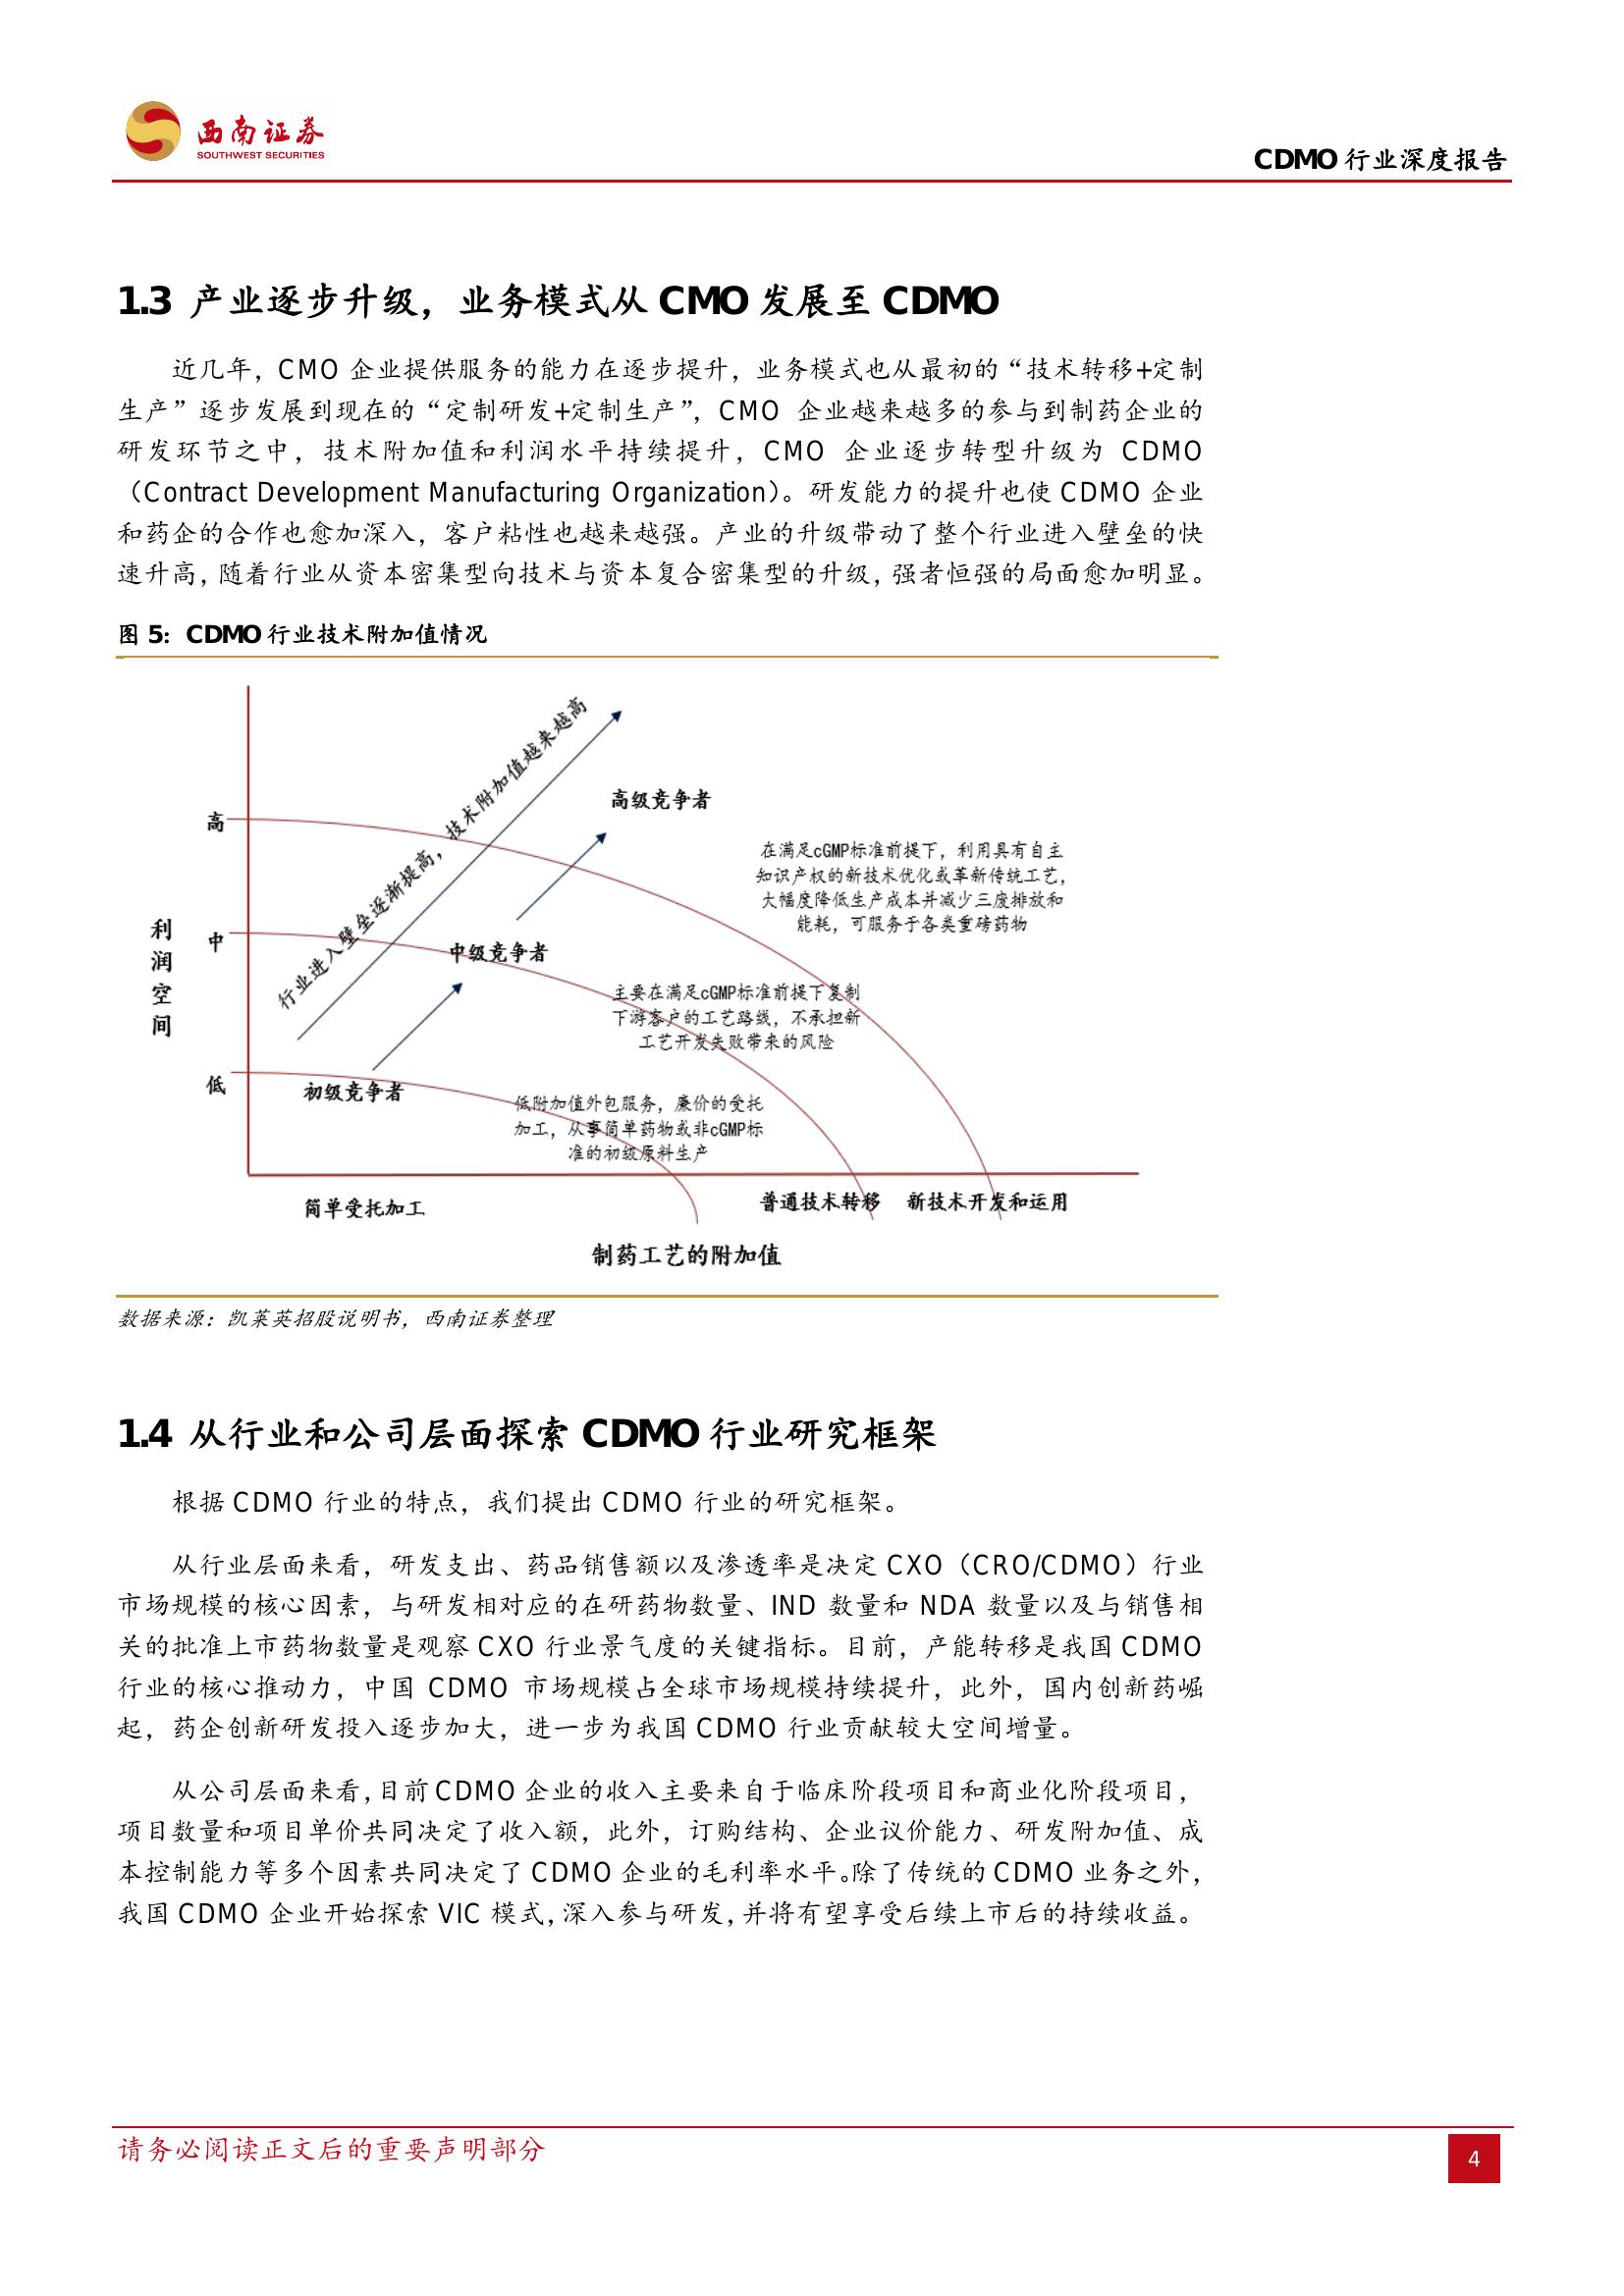 西南证券
SOUTHWEST SECURITIES
CDMO 行业深度报告
1.3 产业逐步升级，业务模式从 CMO 发展至 CDMO
近几年，CMO 企业提供服务的能力在逐步提升，业务模式也从最初的“技术转移+定制
生产”逐步发展到现在的“定制研发+定制生产”，CMO 企业越来越多的参与到制药企业的
研发环节之中，技术附加值和利润水平持续提升，CMO 企业逐步转型升级为 CDMO
（Contract Development Manufacturing Organization）。研发能力的提升也使 CDMO 企业
和药企的合作也愈加深入，客户粘性也越来越强。产业的升级带动了整个行业进入壁垒的快
速升高，随着行业从资本密集型向技术与资本复合密集型的升级，强者恒强的局面愈加明显。
图 5：CDMO 行业技术附加值情况
行业进入壁垒逐渐提高，技术附加值越来越高
高级竞争者
高
在满足cGMP标准前提下，利用具有自主
知识产权的新技术优化或革新传统工艺，
大幅度降低生产成本并减少三废排放和
能耗，可服务于各类重磅药物
利润空间
中
中级竞争者
主要在满足cGMP标准前提下复制
下游客户的工艺路线，不承担新
工艺开发失败带来的风险
低
初级竞争者
低附加值外包服务，廉价的受托
加工，从事简单药物或非cGMP标
准的初级原料生产
简单受托加工
普通技术转移
新技术开发和运用
制药工艺的附加值
数据来源：凯莱英招股说明书，西南证券整理
1.4 从行业和公司层面探索 CDMO 行业研究框架
根据 CDMO 行业的特点，我们提出 CDMO 行业的研究框架。
从行业层面来看，研发支出、药品销售额以及渗透率是决定 CXO（CRO/CDMO）行业
市场规模的核心因素，与研发相对应的在研药物数量、IND 数量和 NDA 数量以及与销售相
关的批准上市药物数量是观察 CXO 行业景气度的关键指标。目前，产能转移是我国 CDMO
行业的核心推动力，中国 CDMO 市场规模占全球市场规模持续提升，此外，国内创新药崛
起，药企创新研发投入逐步加大，进一步为我国 CDMO 行业贡献较大空间增量。
从公司层面来看，目前 CDMO 企业的收入主要来自于临床阶段项目和商业化阶段项目，
项目数量和项目单价共同决定了收入额，此外，订购结构、企业议价能力、研发附加值、成
本控制能力等多个因素共同决定了 CDMO 企业的毛利率水平。除了传统的 CDMO 业务之外，
我国 CDMO 企业开始探索 VIC 模式，深入参与研发，并将有望享受后续上市后的持续收益。
请务必阅读正文后的重要声明部分
4